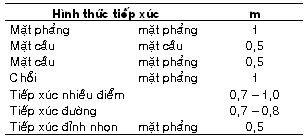 Hình thức tiếp xúc m
Mặt phẳng mặt phẳng 1
Mặt cầu mặt cầu 0,5
Mặt cầu mặt phẳng 0,5
Chổi mặt phẳng 1
Tiếp xúc nhiều điểm 0,7 – 1,0
Tiếp xúc đường 0,7 – 0,8
Tiếp xúc đỉnh nhọn mặt phẳng 0,5